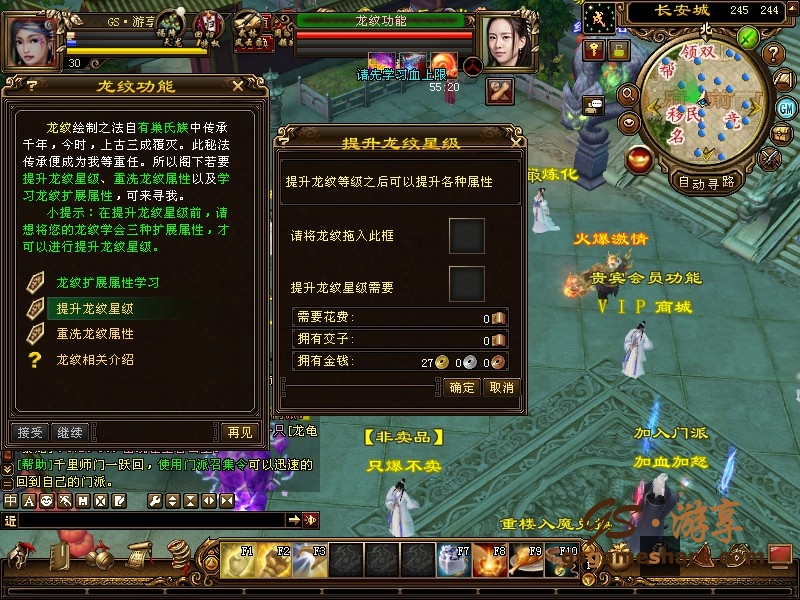 GS·游亨
30
龙纹功能
请先学习血上限
55:20
长安城 245 244
北
GM
自动寻路
龙纹功能
龙纹绘制之法自有巢氏族中传承
千年,今时,上古三成覆灭。此秘法
传承便成为我等重任。所以阁下若要
提升龙纹星级、重洗龙纹属性以及学
习龙纹扩展属性,可来寻我。
小提示:在提升龙纹星级前,请
想将您的龙纹学会三种扩展属性,才
可以进行提升龙纹星级。
龙纹扩展属性学习
提升龙纹星级
重洗龙纹属性
龙纹相关介绍
接受
继续
再见
提升龙纹星级
提升龙纹等级之后可以提升各种属性
请将龙纹拖入此框
提升龙纹星级需要
需要花费: 0
拥有交子: 0
拥有金钱: 27 0 0
确定
取消
火爆激情
贵宾会员功能
VIP 商城
【非卖品】
只爆不卖
加入门派
加血加怒
重楼入魔兑换
[帮助]千里师门一跃回,使用门派召集令可以迅速的
回到自己的门派。
中
近
F1 F2 F3 F7 F8 F9 F10
GS·游享